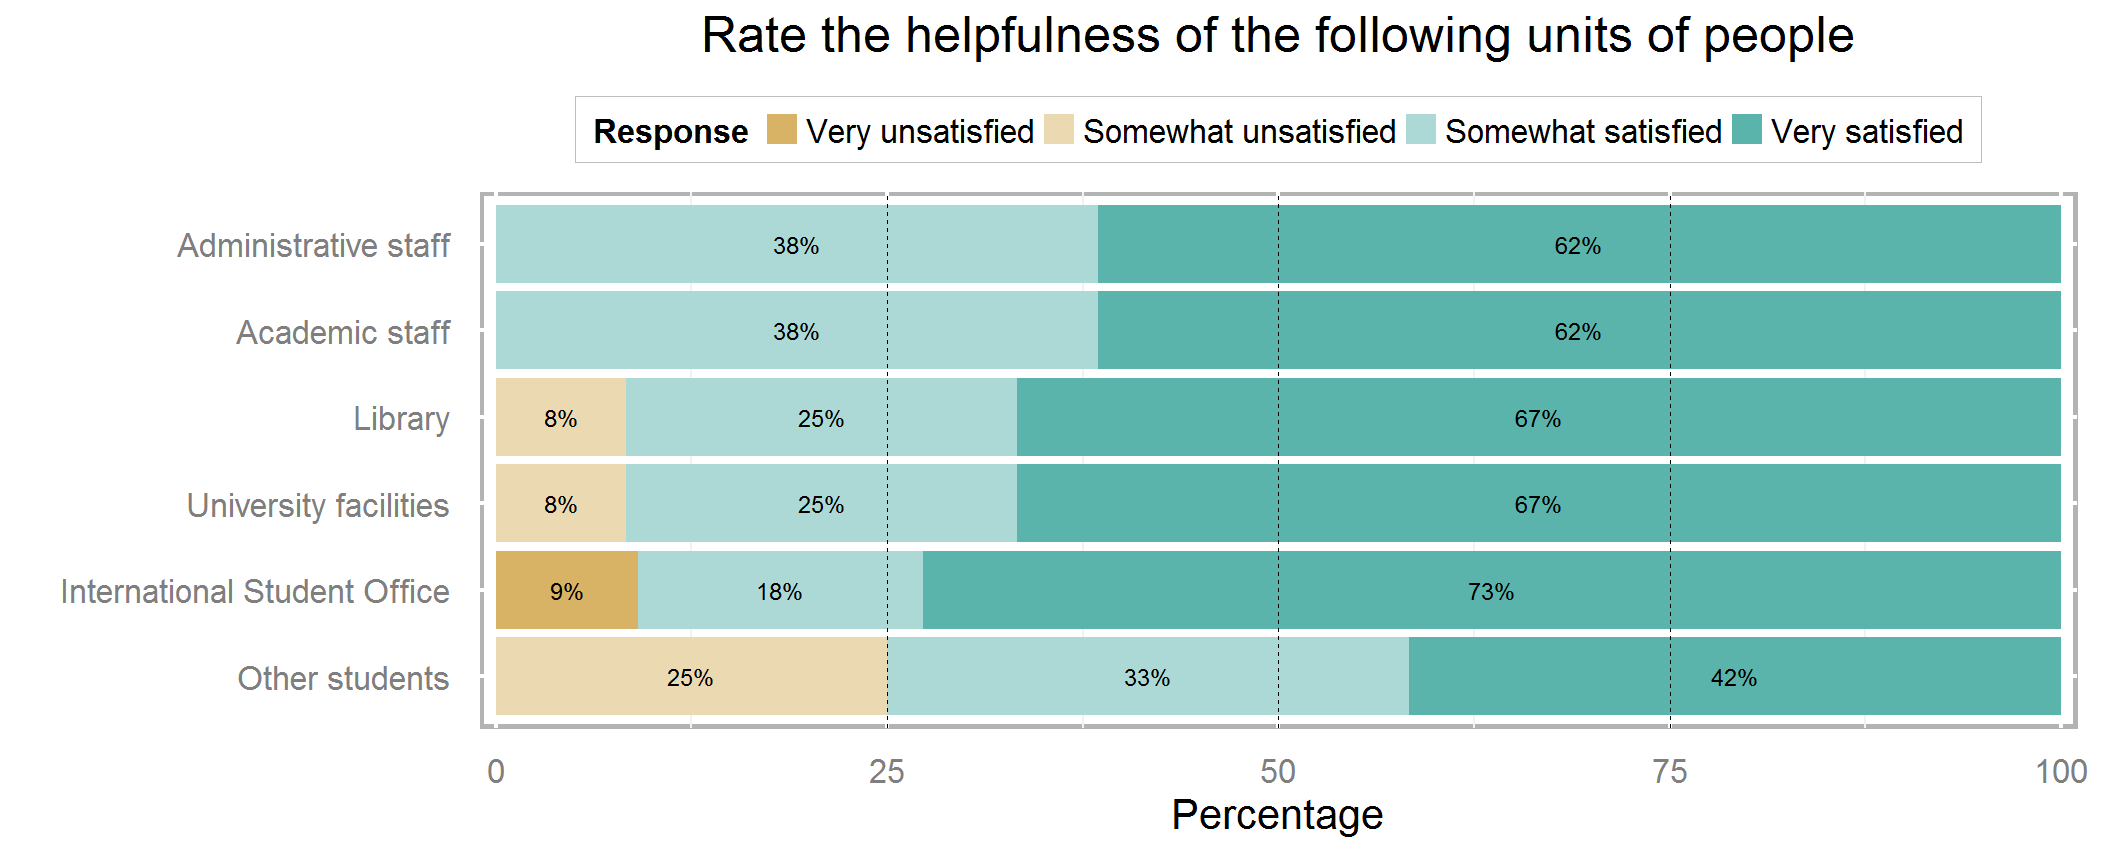 Rate the helpfulness of the following units of people
Response Very unsatisfied Somewhat unsatisfied Somewhat satisfied Very satisfied
Administrative staff 38% 62%
Academic staff 38% 62%
Library 8% 25% 67%
University facilities 8% 25% 67%
International Student Office 9% 18% 73%
Other students 25% 33% 42%
0 25 50 75 100
Percentage